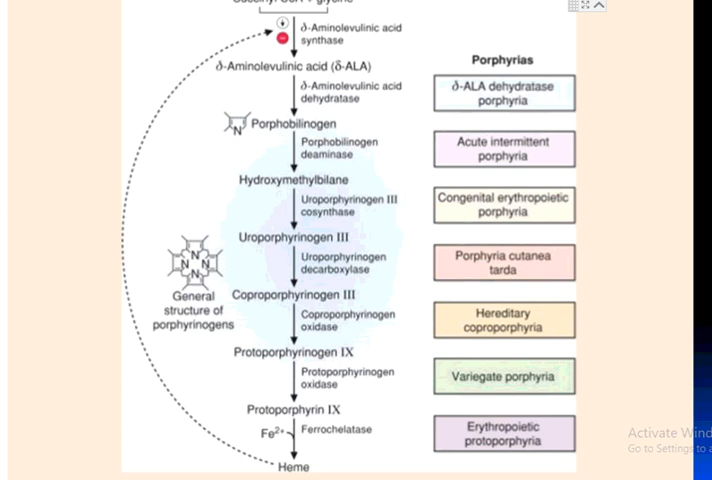 δ-Aminolevulinic acid
synthase
δ-Aminolevulinic acid (δ-ALA)
δ-Aminolevulinic acid
dehydratase
N
Porphobilinogen
Porphobilinogen
deaminase
Hydroxymethylbilane
Uroporphyrinogen III
cosynthase
Uroporphyrinogen III
Uroporphyrinogen
decarboxylase
N
N N
N
General
structure of
porphyrinogens
Coproporphyrinogen III
Coproporphyrinogen
oxidase
Protoporphyrinogen IX
Protoporphyrinogen
oxidase
Protoporphyrin IX
Fe²⁺
Ferrochelatase
Heme
Porphyrias
δ-ALA dehydratase
porphyria
Acute intermittent
porphyria
Congenital erythropoietic
porphyria
Porphyria cutanea
tarda
Hereditary
coproporphyria
Variegate porphyria
Erythropoietic
protoporphyria
Activate Wind
Go to Settings to a